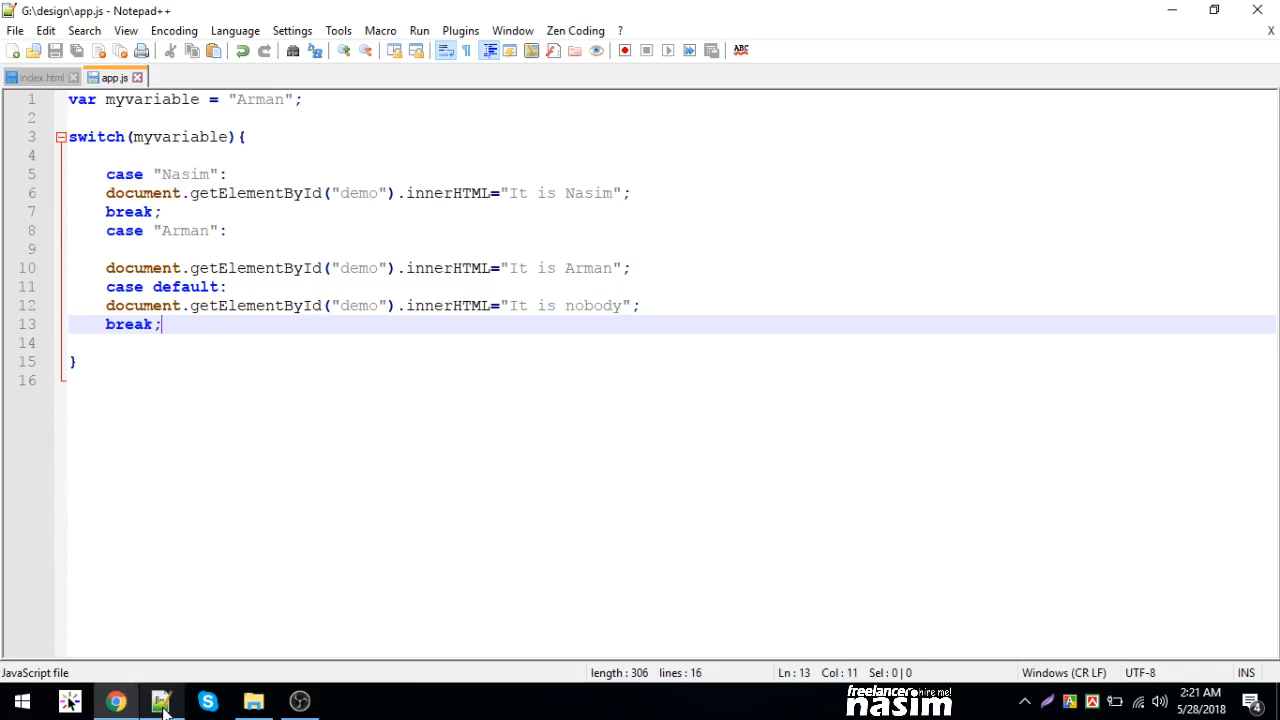 G:\design\app.js - Notepad++
File Edit Search View Encoding Language Settings Tools Macro Run Plugins Window Zen Coding ? X
ABC
index.html app.js
1 var myvariable = "Arman";
2
3 switch(myvariable){
4
5 case "Nasim":
6 document.getElementById("demo").innerHTML="It is Nasim";
7 break;
8 case "Arman":
9
10 document.getElementById("demo").innerHTML="It is Arman";
11 case default:
12 document.getElementById("demo").innerHTML="It is nobody";
13 break;
14
15 }
16
JavaScript file length : 306 lines : 16 Ln : 13 Col : 11 Sel : 0 | 0 Windows (CR LF) UTF-8 INS
freelancer hire me!
nasim
2:21 AM
5/28/2018
4